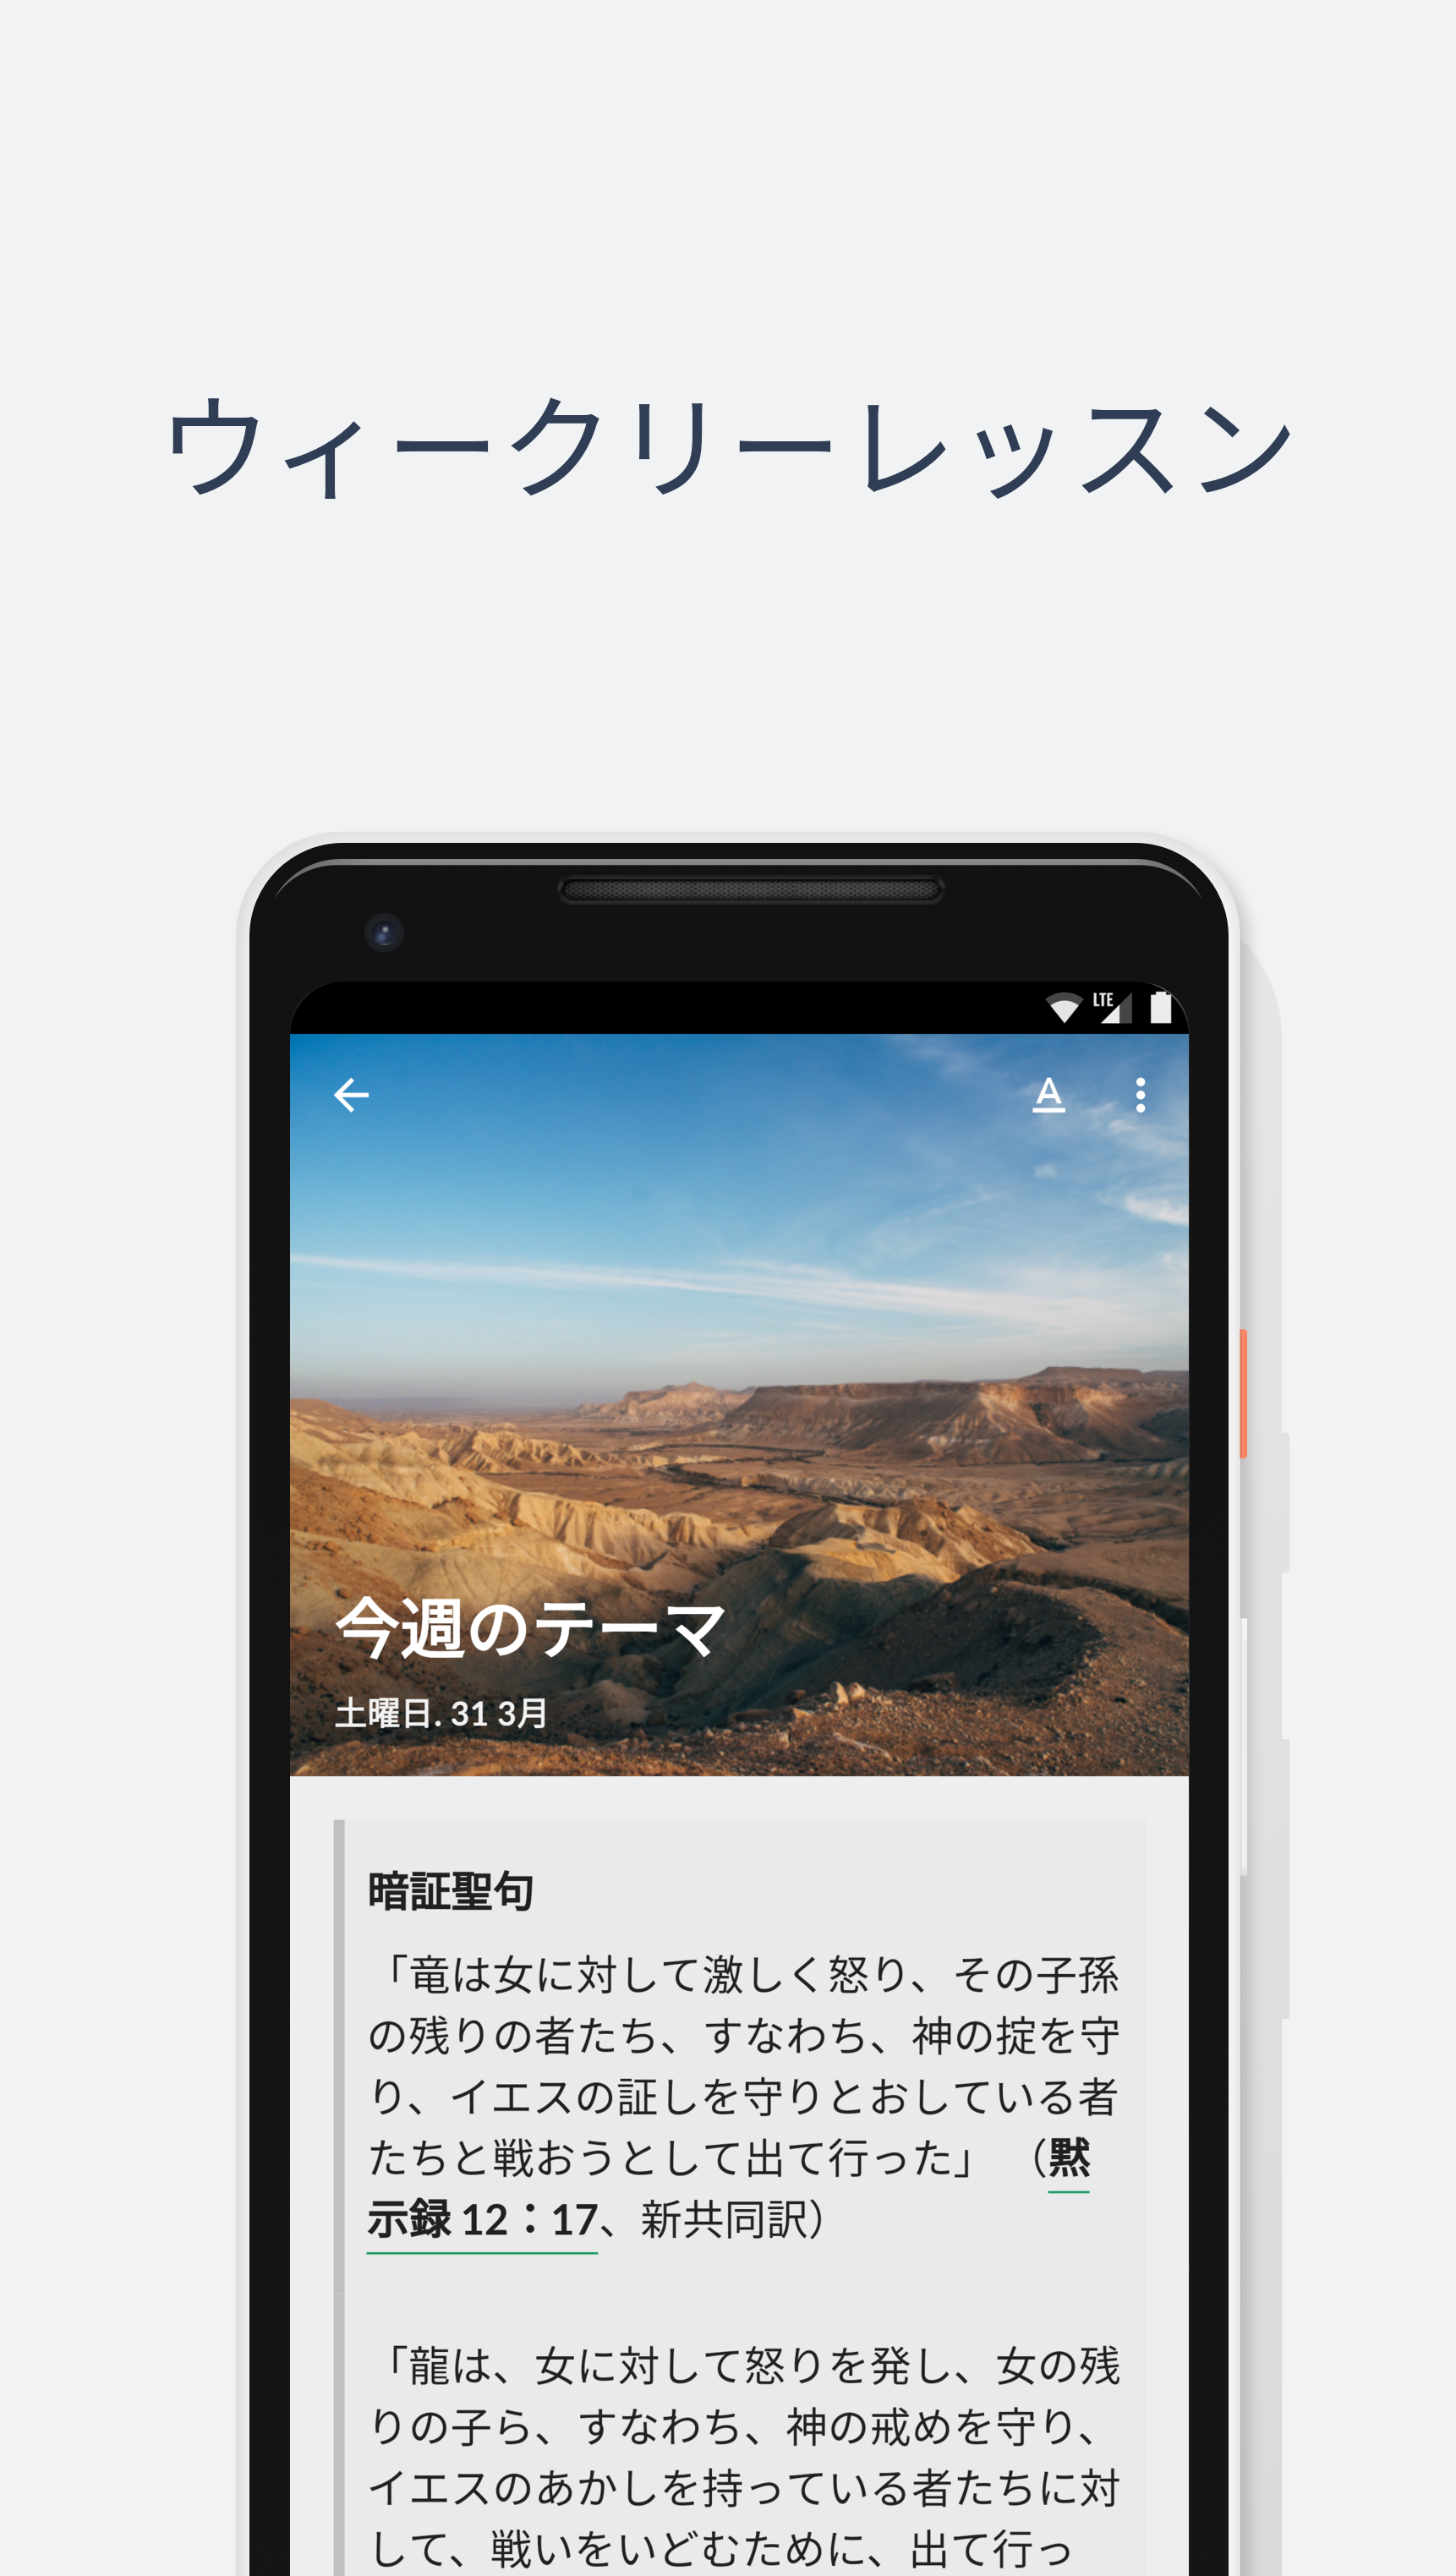 ウィークリーレッスン
LTE
A
今週のテーマ
土曜日. 31 3月
暗証聖句
「竜は女に対して激しく怒り、その子孫
の残りの者たち、すなわち、神の掟を守
り、イエスの証しを守りとおしている者
たちと戦おうとして出て行った」 （黙
示録 12：17、新共同訳）
「龍は、女に対して怒りを発し、女の残
りの子ら、すなわち、神の戒めを守り、
イエスのあかしを持っている者たちに対
して、戦いをいどむために、出て行っ